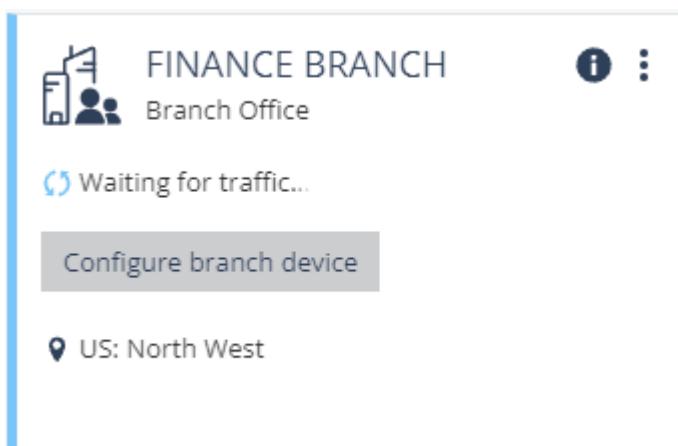 FINANCE BRANCH
Branch Office
Waiting for traffic...
Configure branch device
US: North West